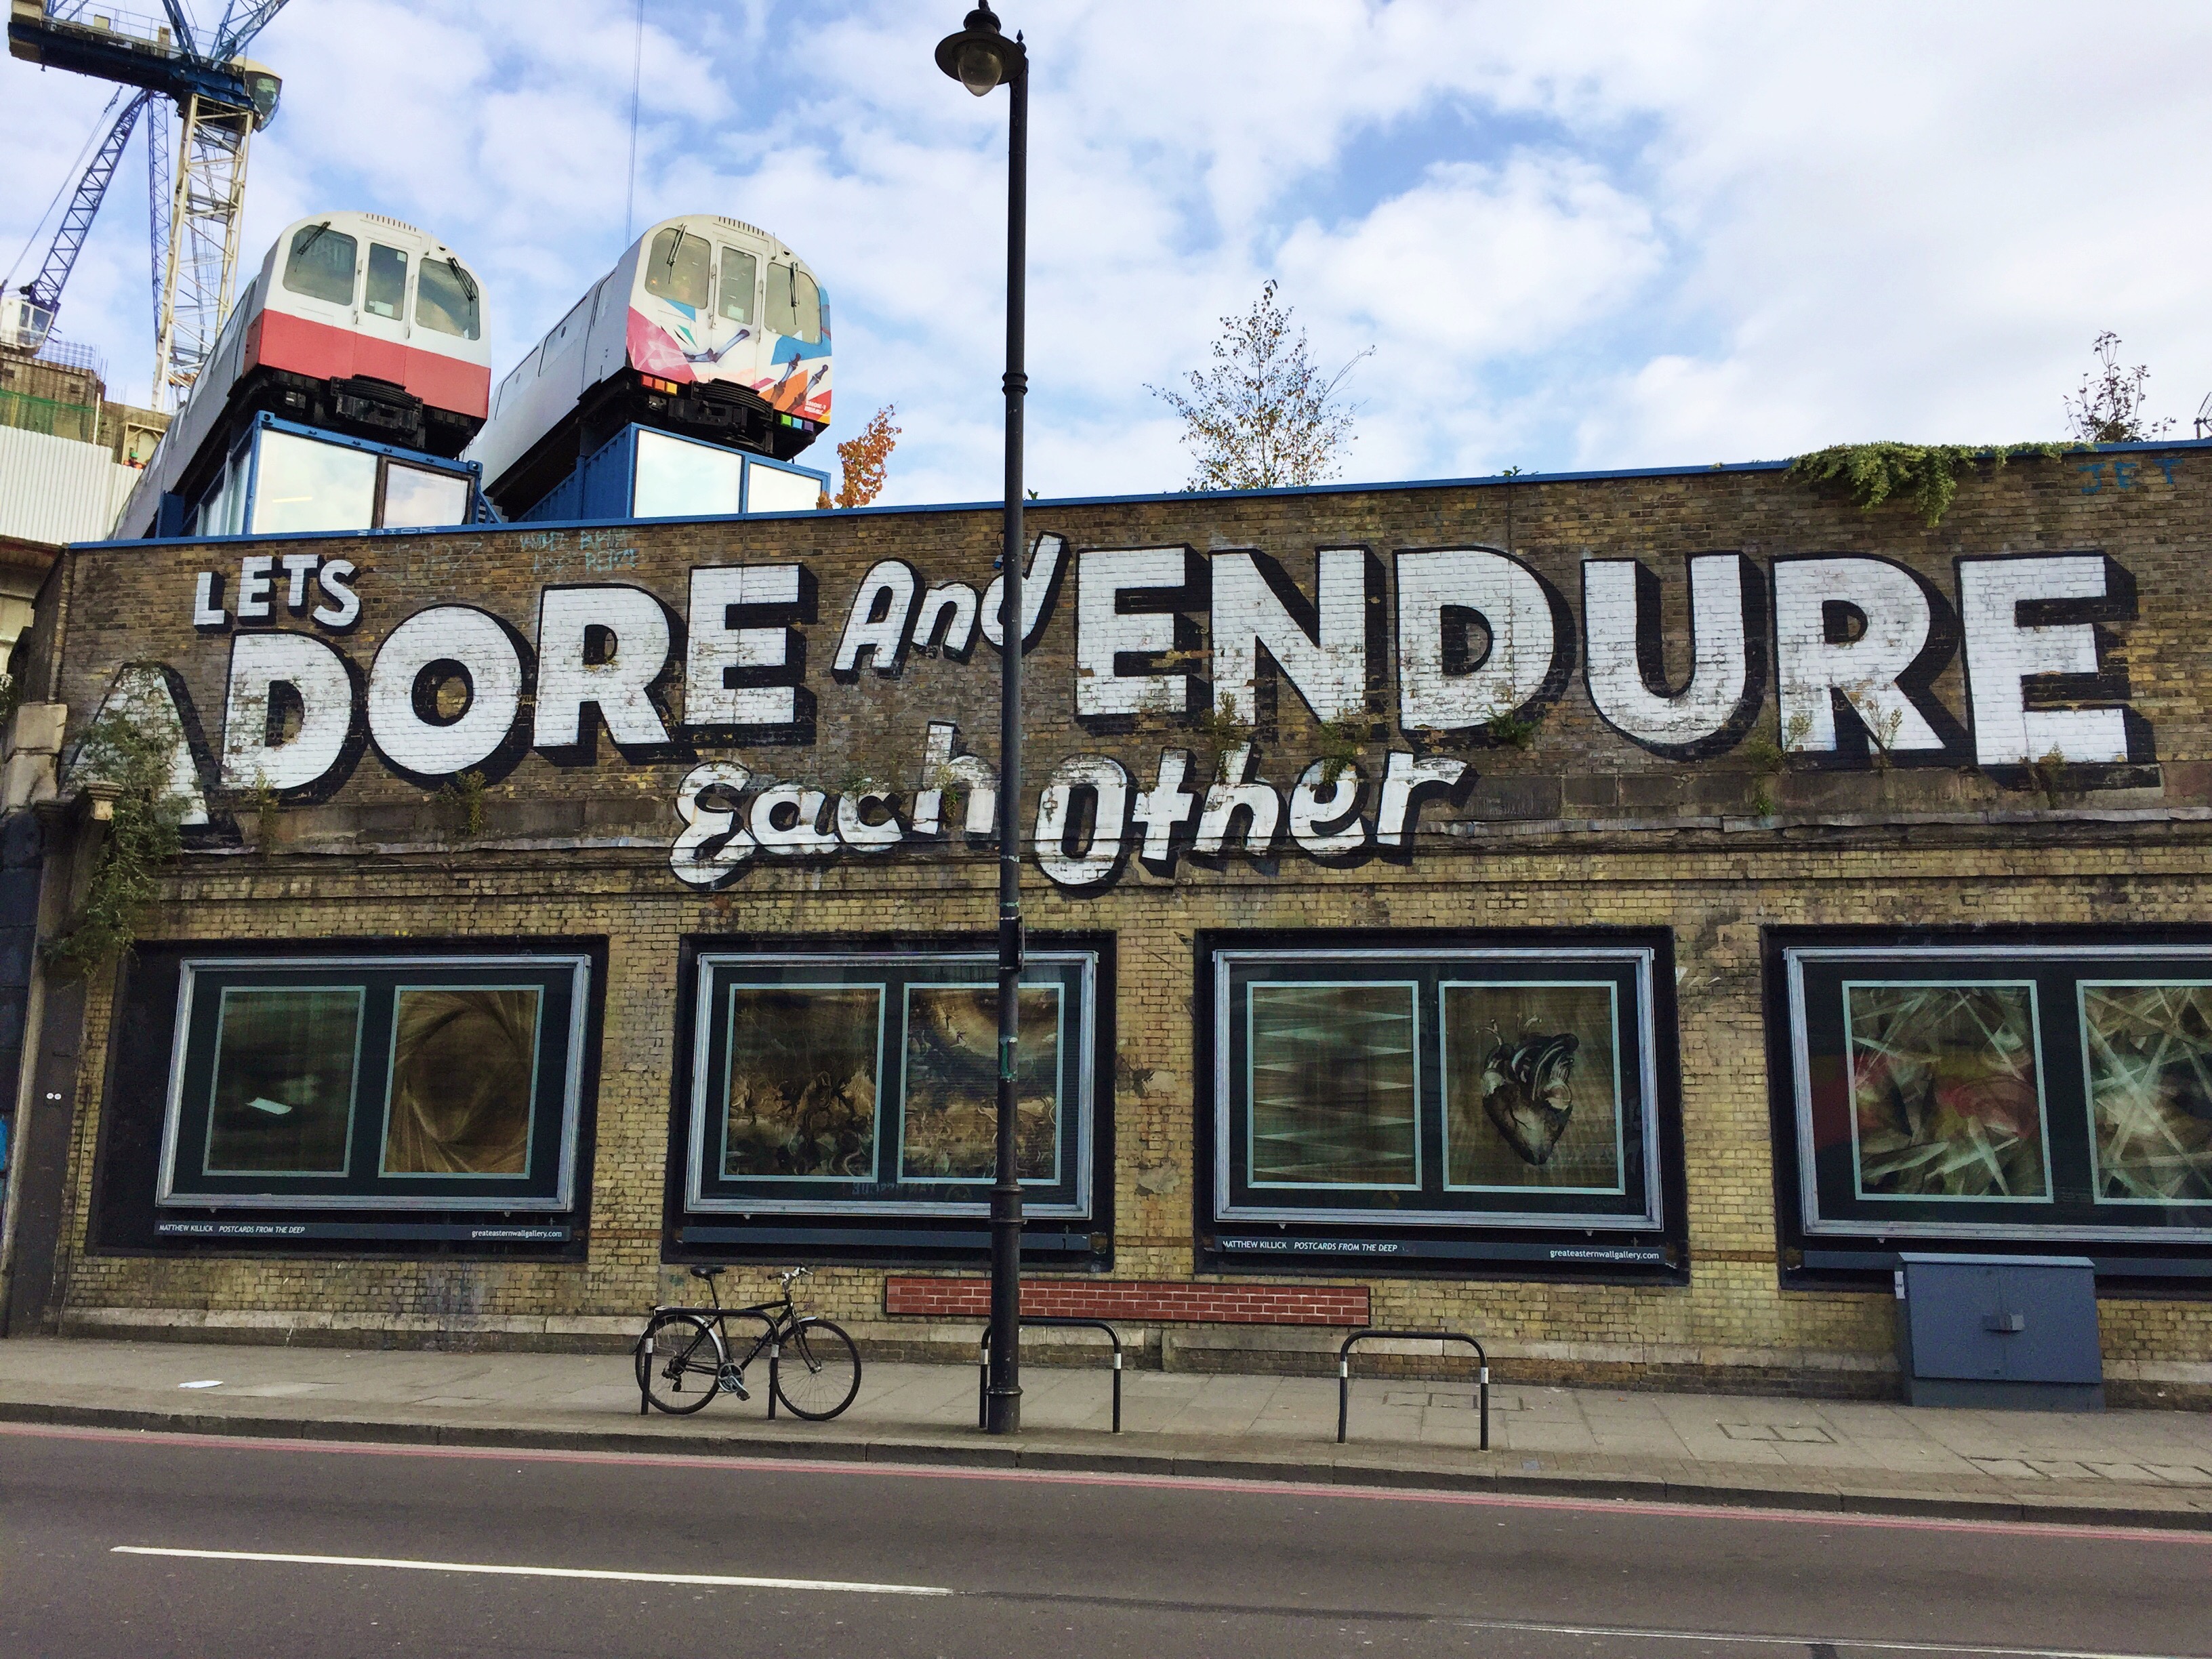 LETS
ADORE And ENDURE
Each Other
JET
MATTHEW KILLICK POSTCARDS FROM THE DEEP
greateasternwallgallery.com
MATTHEW KILLICK POSTCARDS FROM THE DEEP
greateasternwallgallery.com